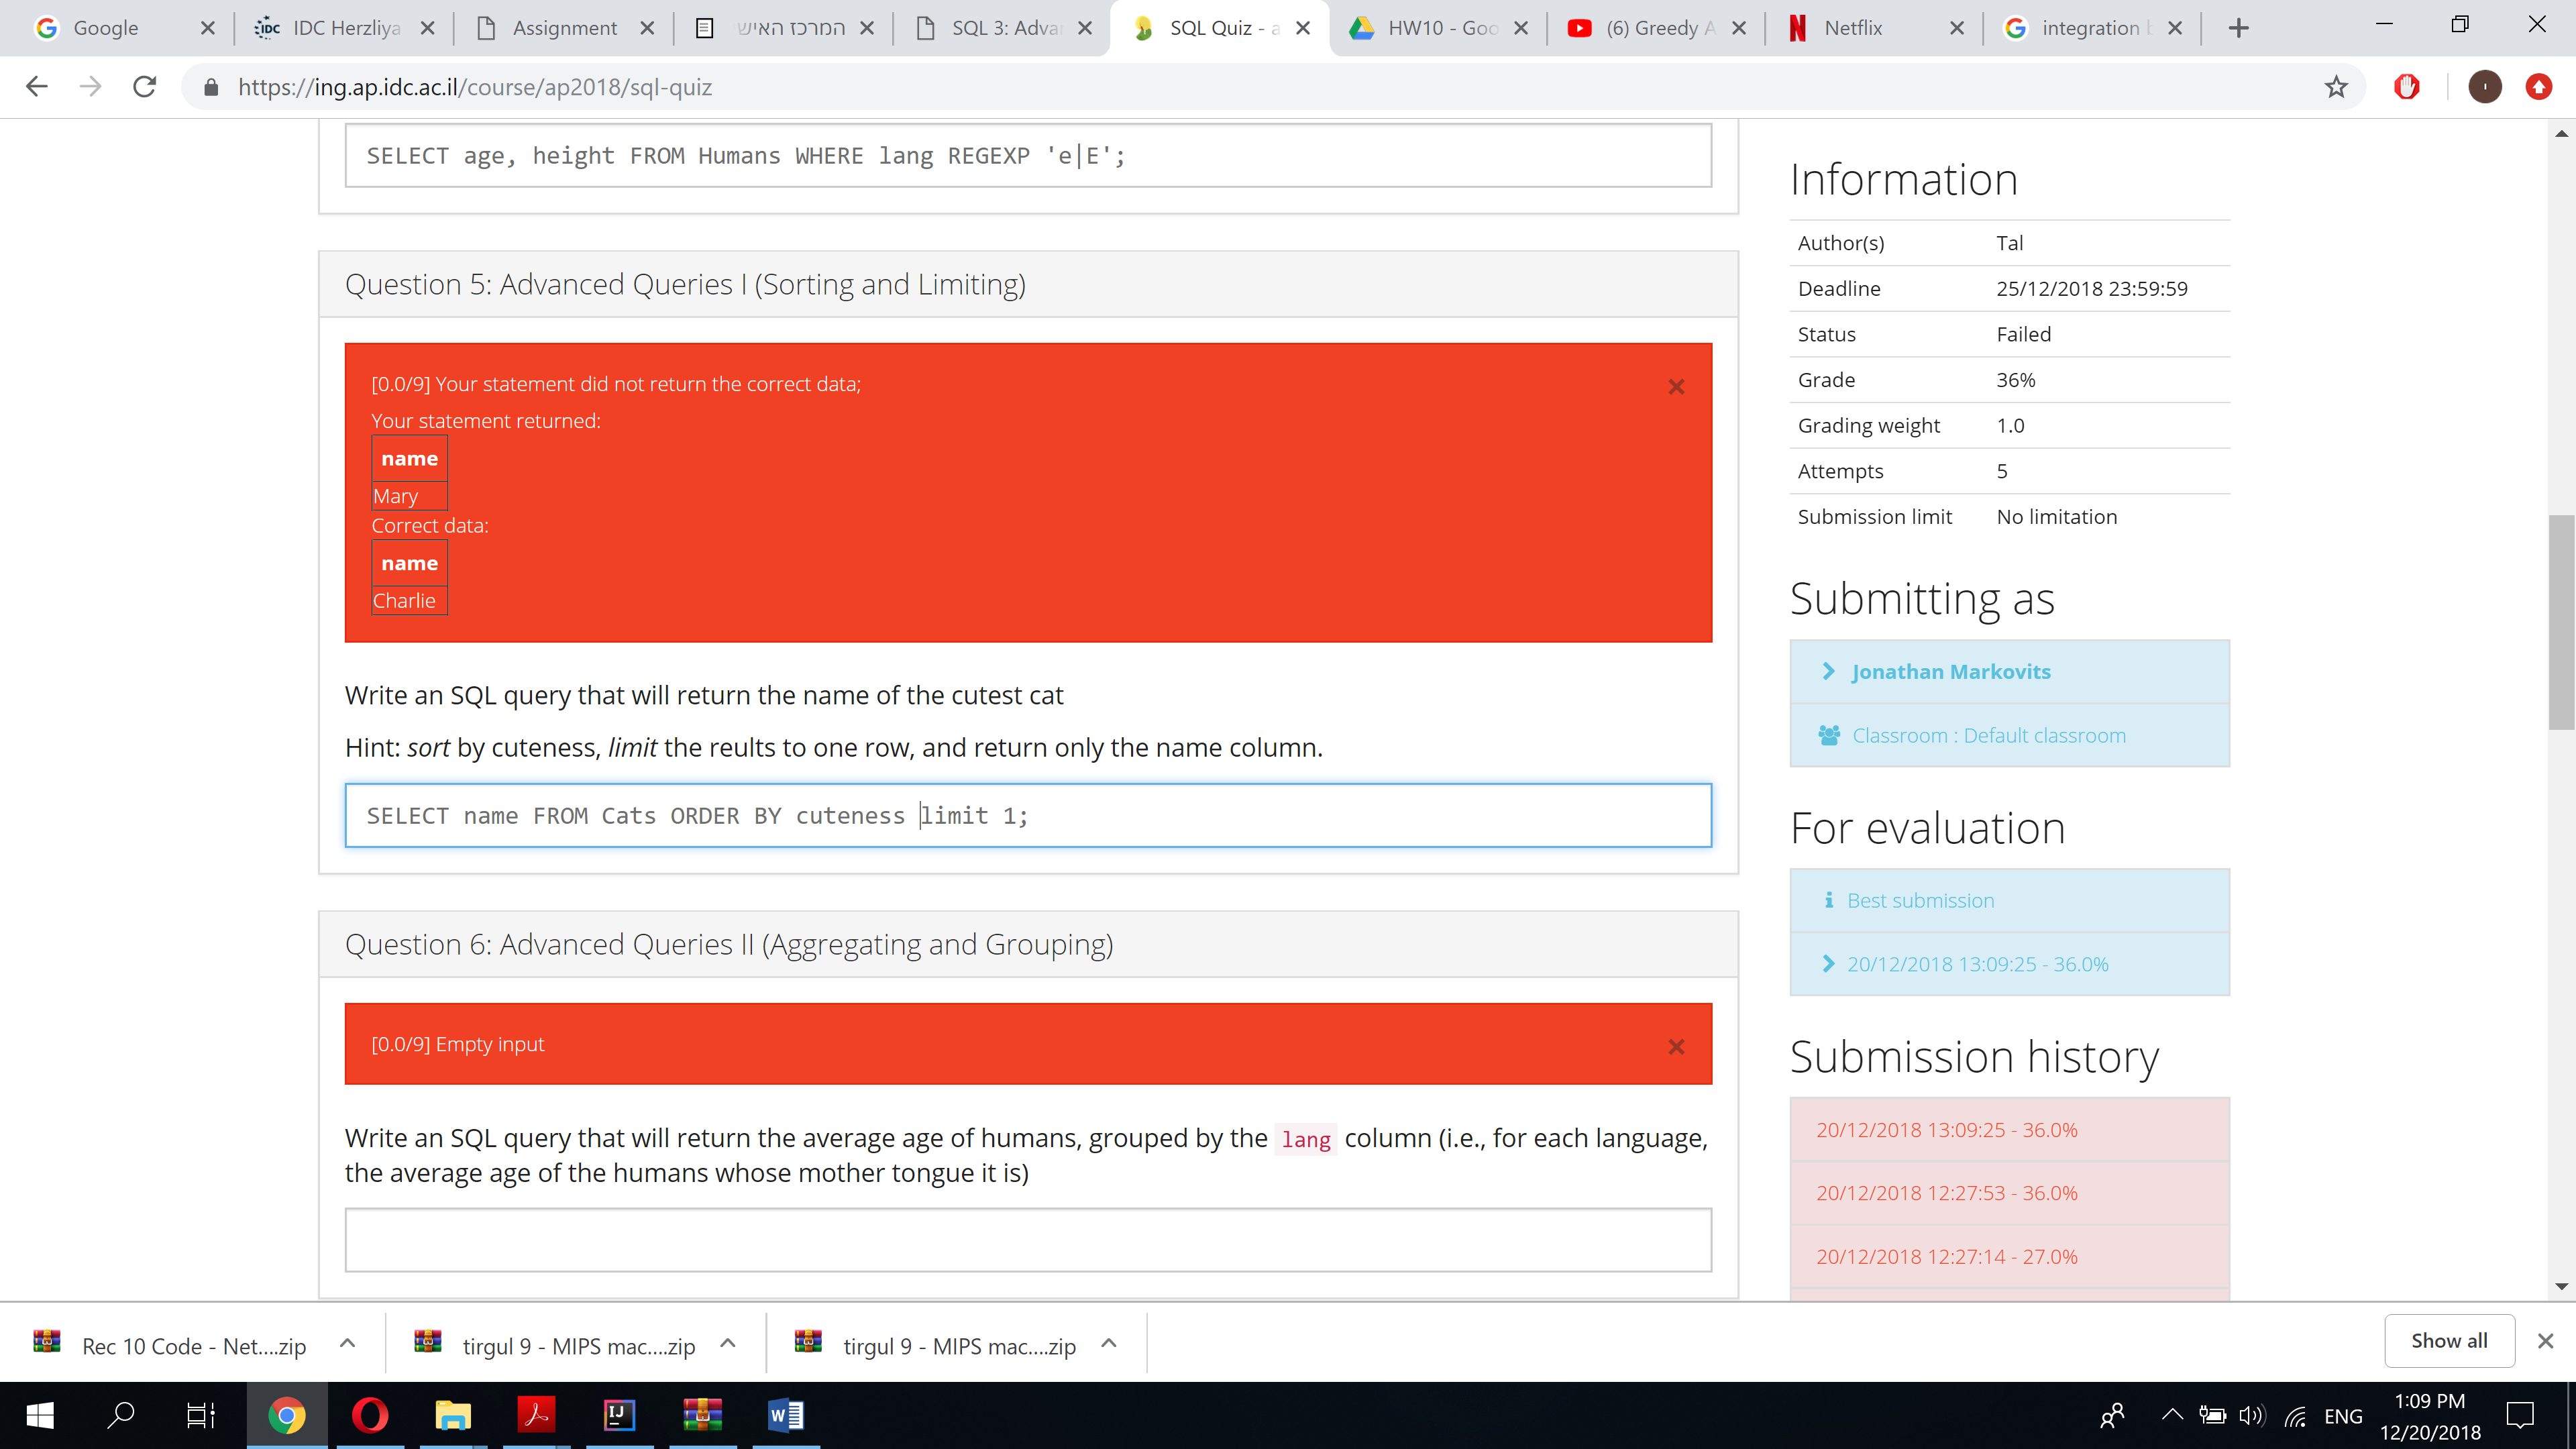 Google
IDC Herzliya
Assignment
המרכז האיש
SQL 3: Adva
SQL Quiz - a
HW10 - Goo
(6) Greedy A
Netflix
integration b
https://ing.ap.idc.ac.il/course/ap2018/sql-quiz
SELECT age, height FROM Humans WHERE lang REGEXP 'e|E';
Question 5: Advanced Queries I (Sorting and Limiting)
[0.0/9] Your statement did not return the correct data;
Your statement returned:
name
Mary
Correct data:
name
Charlie
Write an SQL query that will return the name of the cutest cat
Hint: sort by cuteness, limit the reults to one row, and return only the name column.
SELECT name FROM Cats ORDER BY cuteness limit 1;
Question 6: Advanced Queries II (Aggregating and Grouping)
[0.0/9] Empty input
Write an SQL query that will return the average age of humans, grouped by the lang column (i.e., for each language,
the average age of the humans whose mother tongue it is)
Information
Author(s) Tal
Deadline 25/12/2018 23:59:59
Status Failed
Grade 36%
Grading weight 1.0
Attempts 5
Submission limit No limitation
Submitting as
Jonathan Markovits
Classroom : Default classroom
For evaluation
Best submission
20/12/2018 13:09:25 - 36.0%
Submission history
20/12/2018 13:09:25 - 36.0%
20/12/2018 12:27:53 - 36.0%
20/12/2018 12:27:14 - 27.0%
Rec 10 Code - Net....zip
tirgul 9 - MIPS mac....zip
tirgul 9 - MIPS mac....zip
Show all
ENG
1:09 PM
12/20/2018